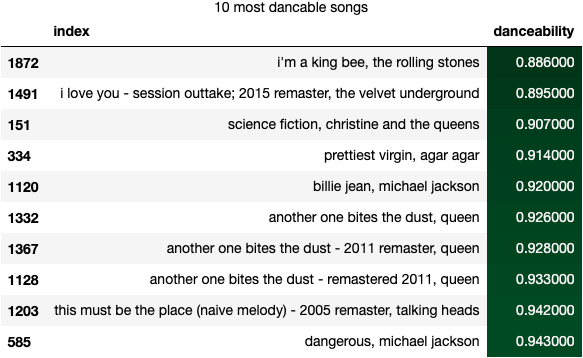 10 most dancable songs
index danceability
1872 i'm a king bee, the rolling stones 0.886000
1491 i love you - session outtake; 2015 remaster, the velvet underground 0.895000
151 science fiction, christine and the queens 0.907000
334 prettiest virgin, agar agar 0.914000
1120 billie jean, michael jackson 0.920000
1332 another one bites the dust, queen 0.926000
1367 another one bites the dust - 2011 remaster, queen 0.928000
1128 another one bites the dust - remastered 2011, queen 0.933000
1203 this must be the place (naive melody) - 2005 remaster, talking heads 0.942000
585 dangerous, michael jackson 0.943000